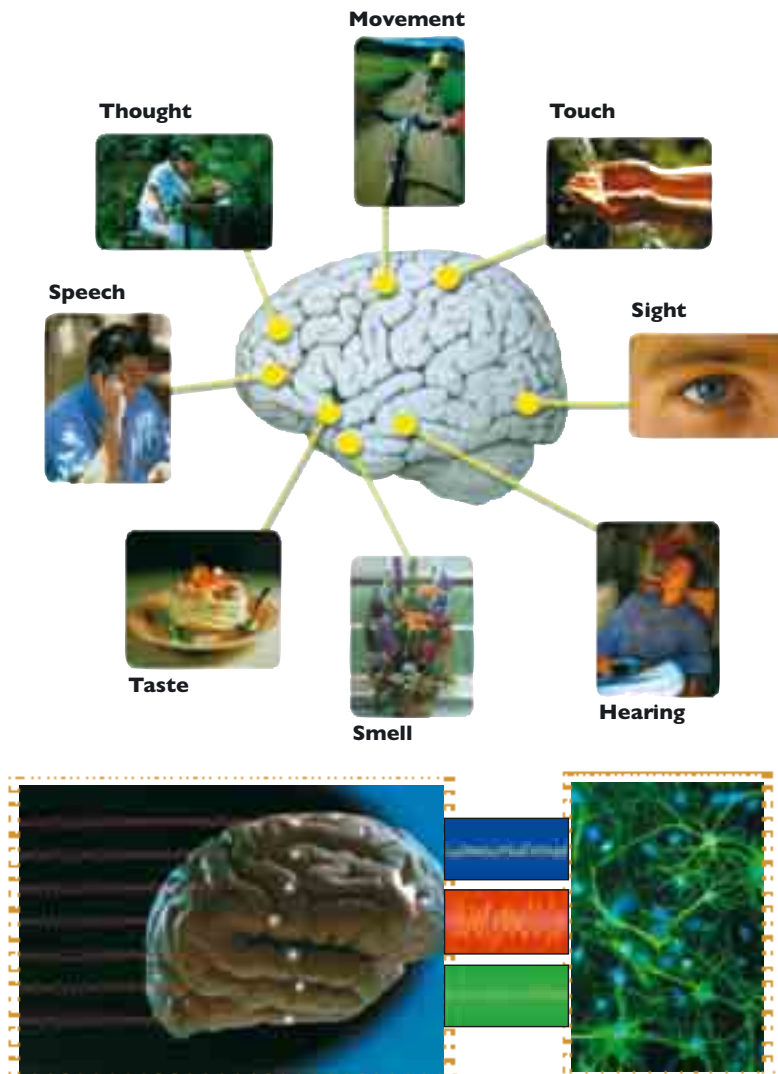 Movement
Thought
Touch
Speech
Sight
Taste
Smell
Hearing